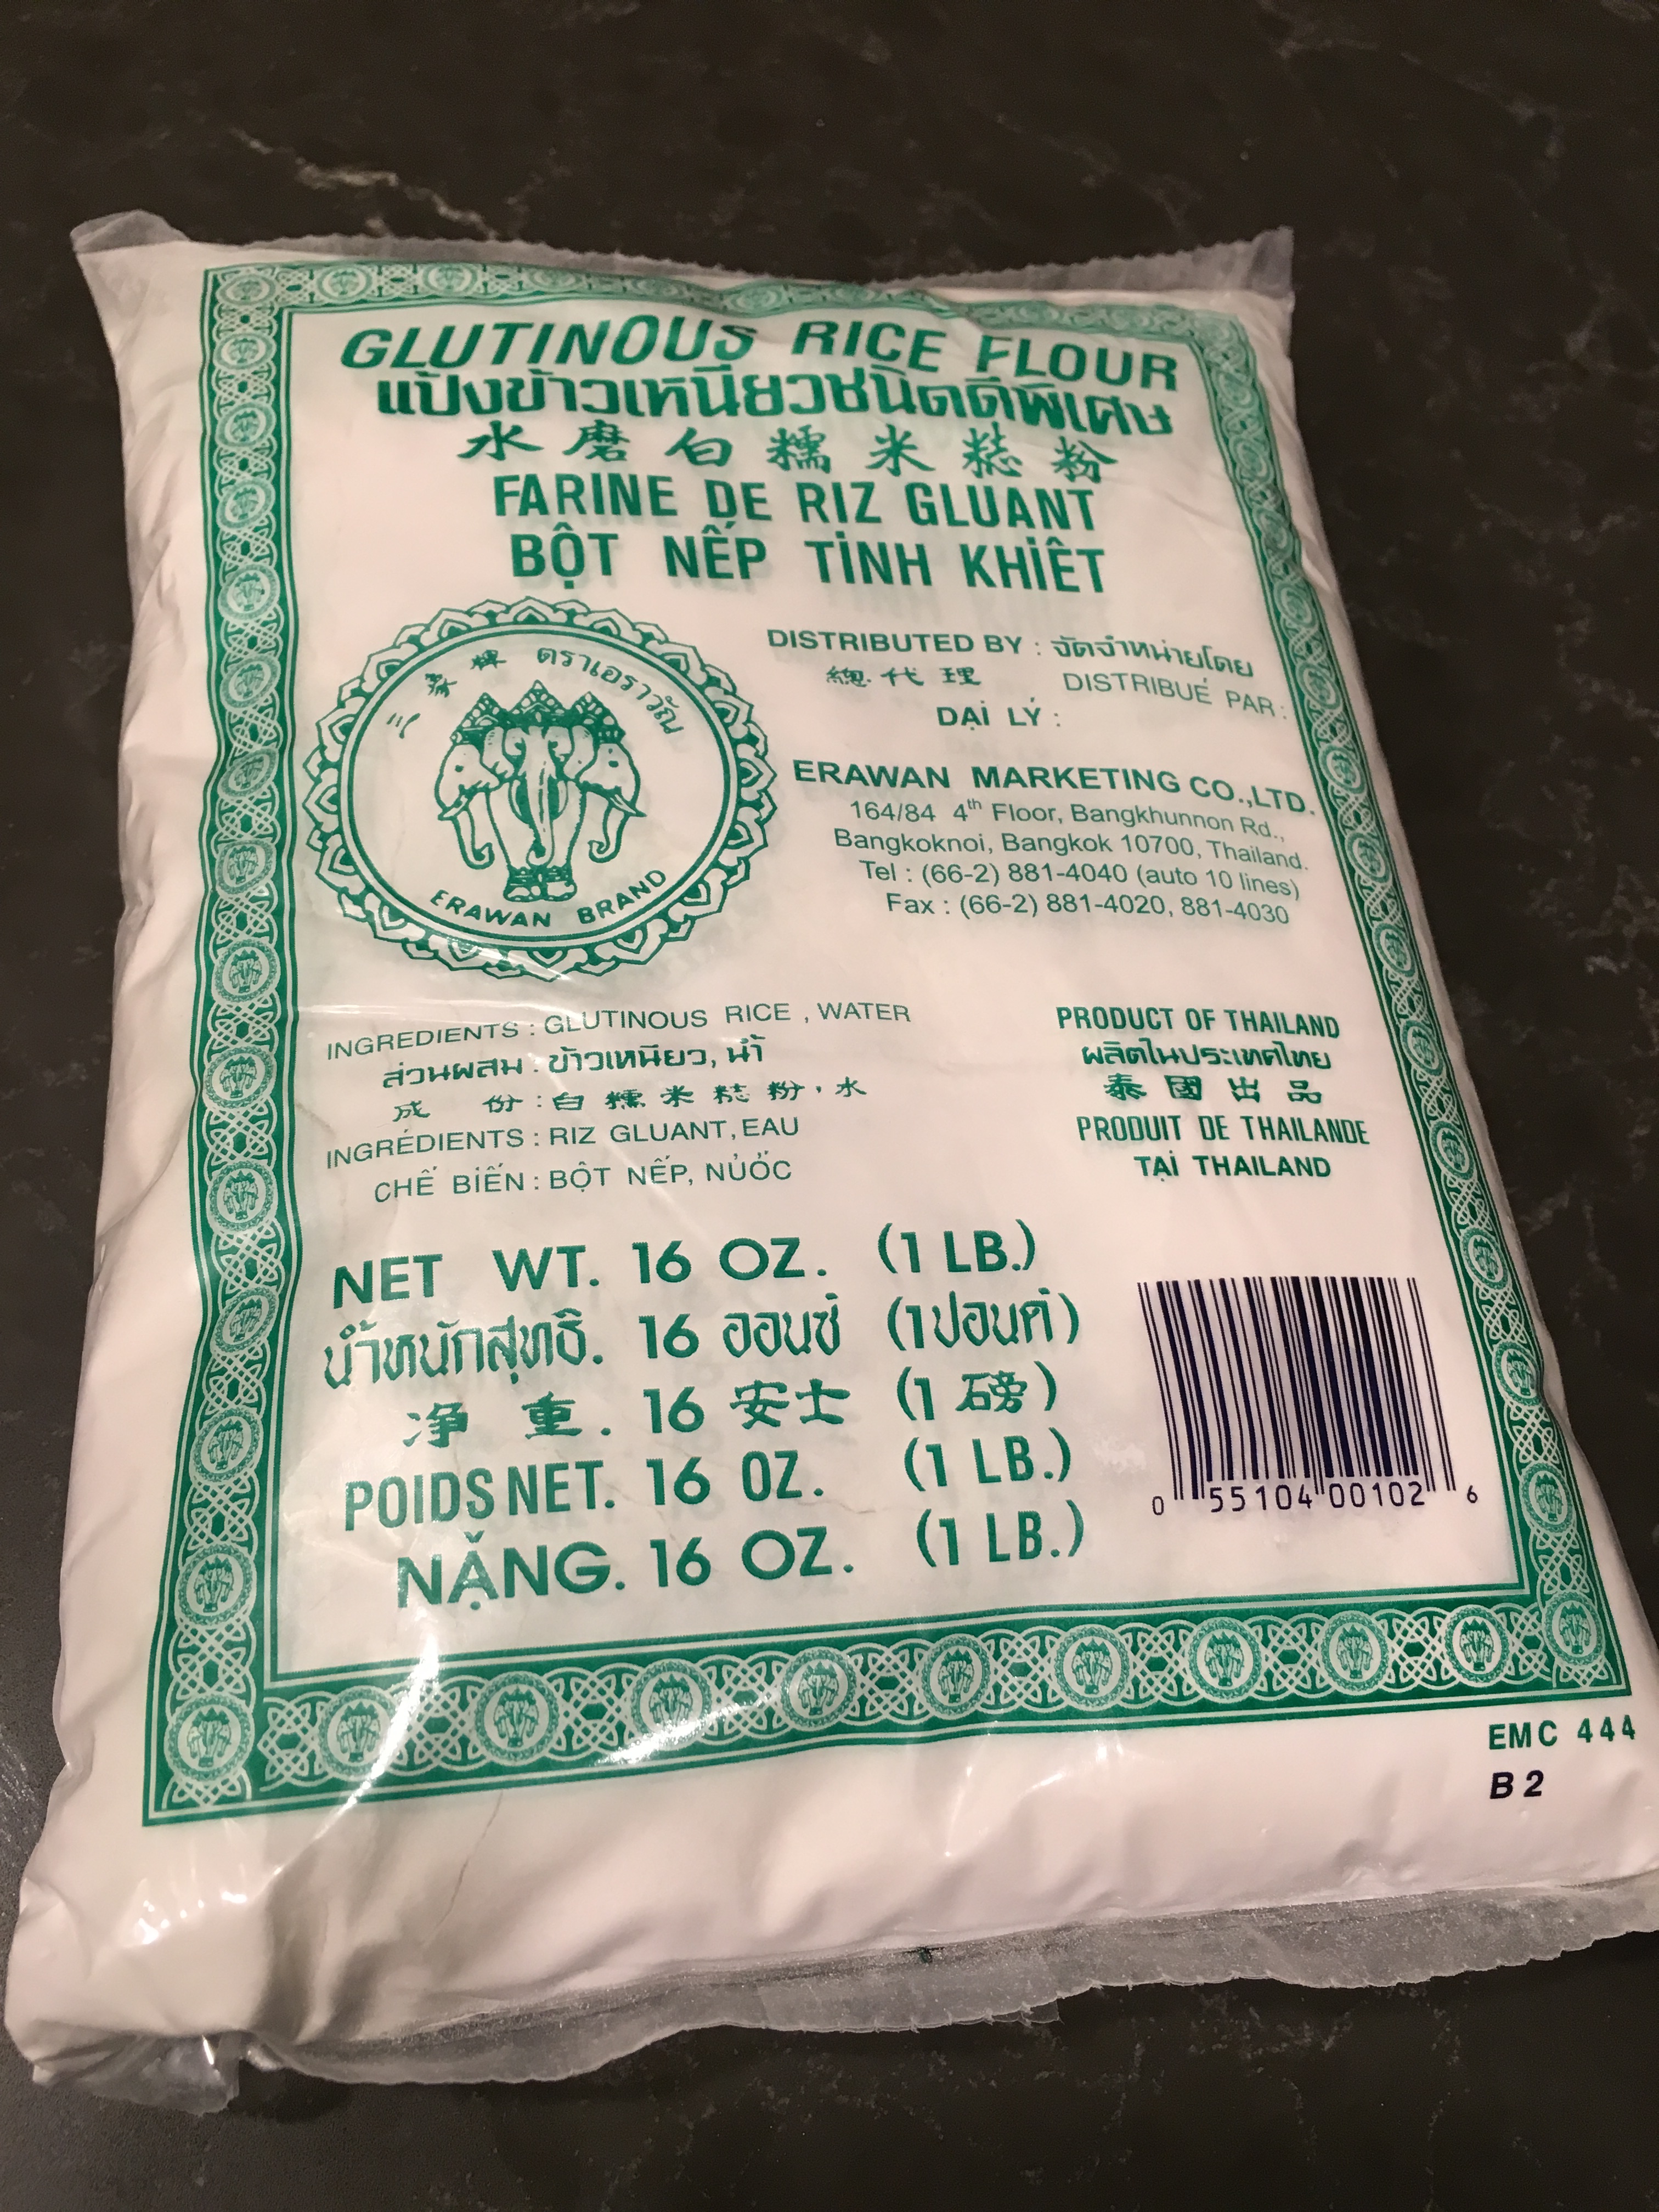 GLUTINOUS RICE FLOUR
แป้งข้าวเหนียวชนิดดีพิเศษ
水磨白糯米粉
FARINE DE RIZ GLUANT
BỘT NẾP TỈNH KHIẾT
三象牌 ตราเอราวัณ
ERAWAN BRAND
DISTRIBUTED BY : จัดจำหน่ายโดย
總代理 DISTRIBUÉ PAR :
DẠI LÝ :
ERAWAN MARKETING CO.,LTD.
164/84 4th Floor, Bangkhunnon Rd.,
Bangkoknoi, Bangkok 10700, Thailand.
Tel : (66-2) 881-4040 (auto 10 lines)
Fax : (66-2) 881-4020, 881-4030
INGREDIENTS : GLUTINOUS RICE , WATER
ส่วนผสม : ข้าวเหนียว, น้ำ
成 份 : 白糯米粉,水
INGRÉDIENTS : RIZ GLUANT, EAU
CHẾ BIẾN : BỘT NẾP, NỦỚC
PRODUCT OF THAILAND
ผลิตในประเทศไทย
泰國出品
PRODUIT DE THAILANDE
TẠI THAILAND
NET WT. 16 OZ. (1 LB.)
น้ำหนักสุทธิ. 16 ออนซ์ (1ปอนด์)
净 重. 16 安士 (1 磅)
POIDS NET. 16 OZ. (1 LB.)
NẶNG. 16 OZ. (1 LB.)
0 55104 00102 6
EMC 444
B 2